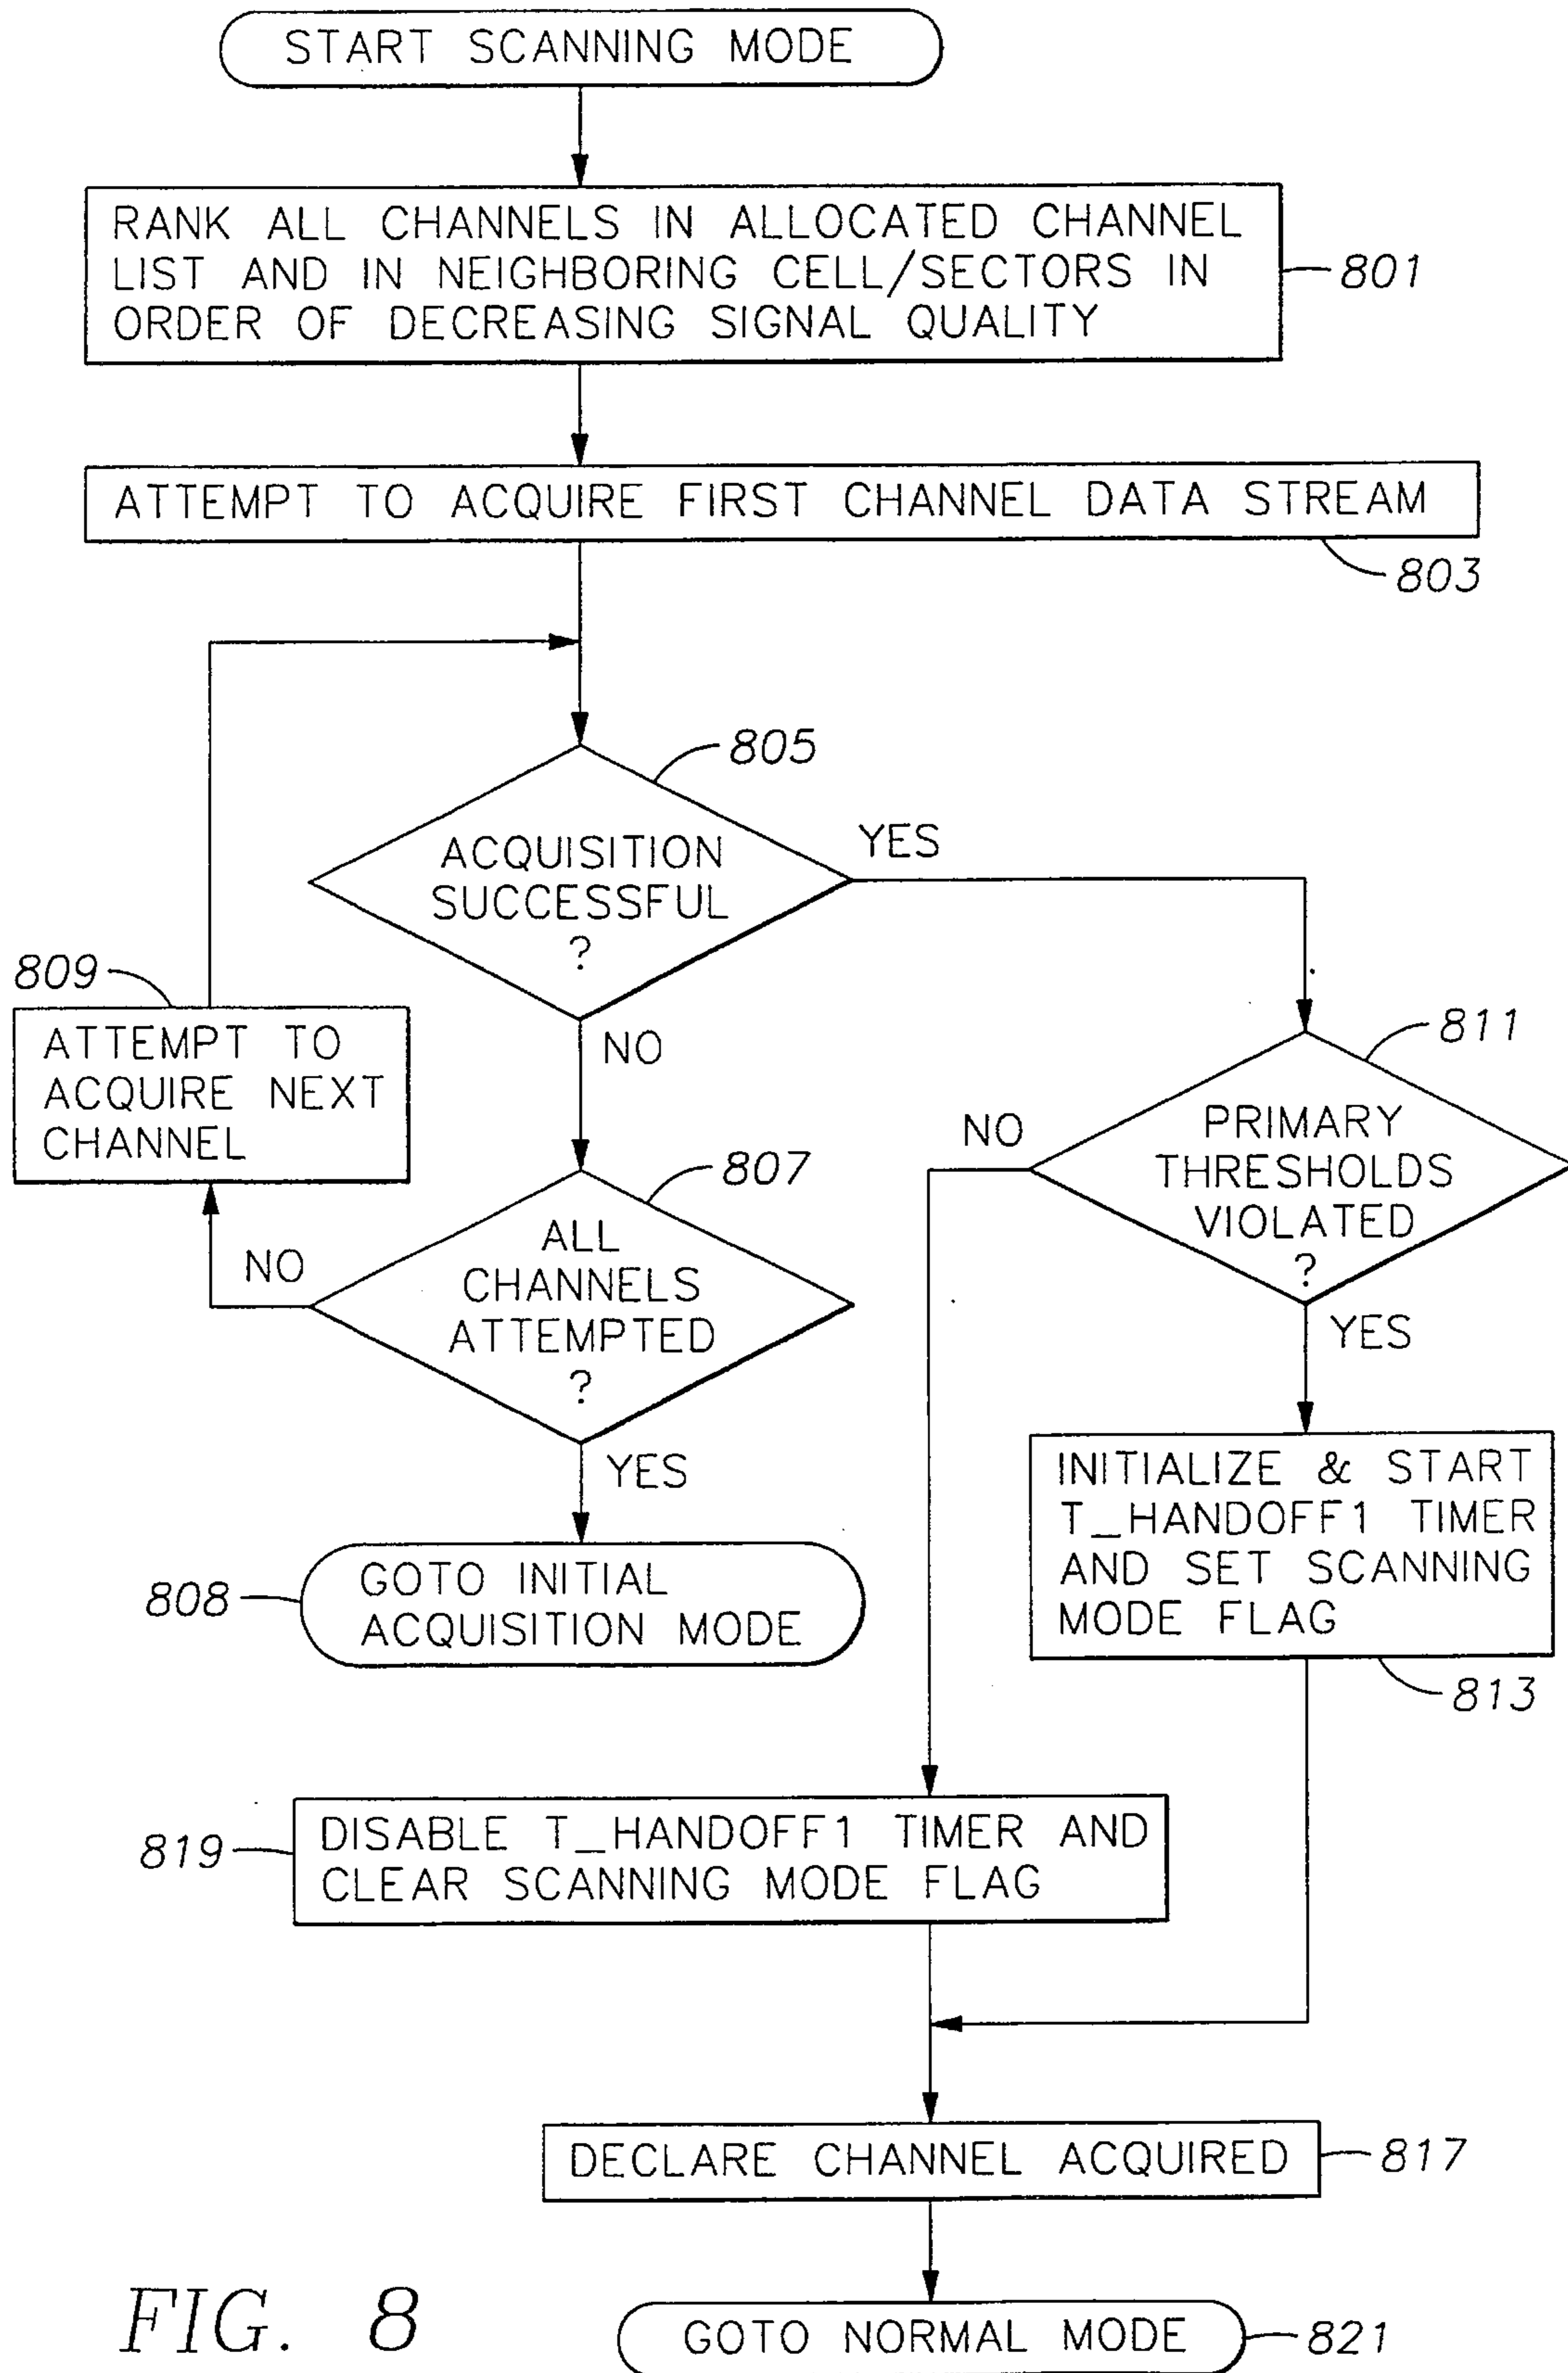 START SCANNING MODE
RANK ALL CHANNELS IN ALLOCATED CHANNEL
LIST AND IN NEIGHBORING CELL/SECTORS IN
ORDER OF DECREASING SIGNAL QUALITY
801
ATTEMPT TO ACQUIRE FIRST CHANNEL DATA STREAM
803
805
ACQUISITION
SUCCESSFUL
?
YES
NO
809
ATTEMPT TO
ACQUIRE NEXT
CHANNEL
807
ALL
CHANNELS
ATTEMPTED
?
NO
YES
808
GOTO INITIAL
ACQUISITION MODE
811
PRIMARY
THRESHOLDS
VIOLATED
?
NO
YES
INITIALIZE & START
T_HANDOFF1 TIMER
AND SET SCANNING
MODE FLAG
813
819
DISABLE T_HANDOFF1 TIMER AND
CLEAR SCANNING MODE FLAG
DECLARE CHANNEL ACQUIRED
817
GOTO NORMAL MODE
821
FIG. 8